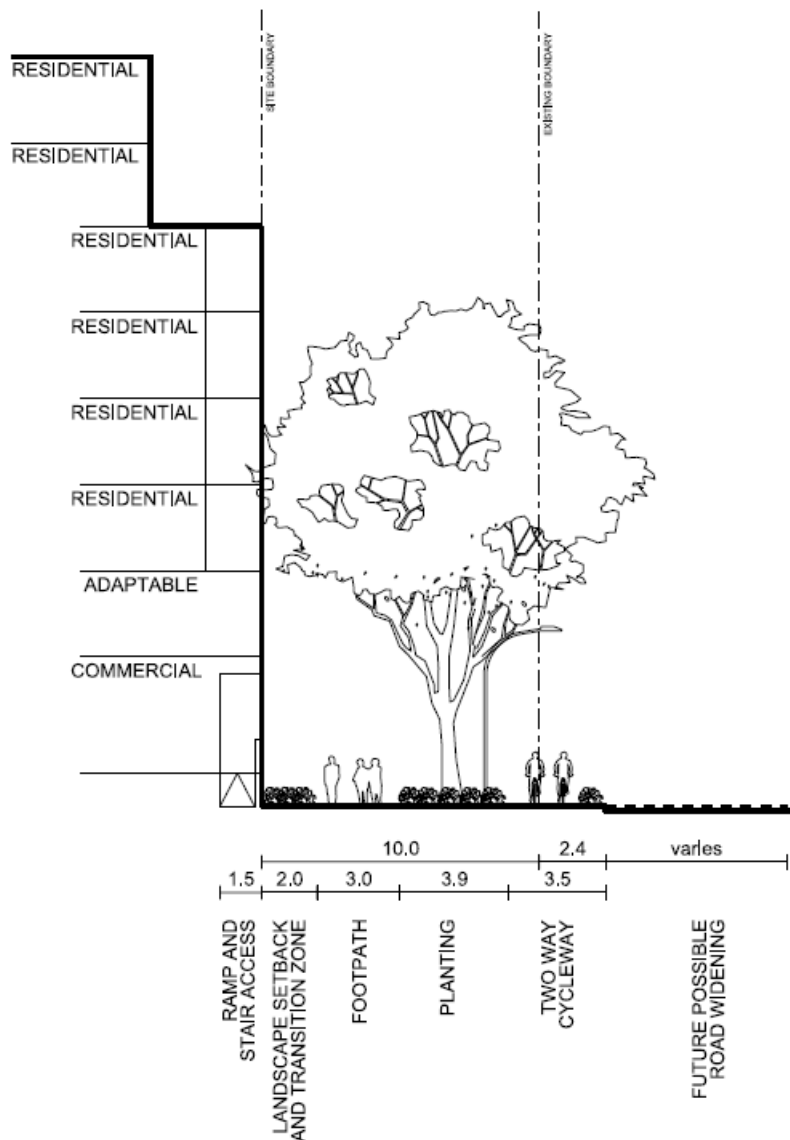 SITE BOUNDARY
EXISTING BOUNDARY
RESIDENTIAL
RESIDENTIAL
RESIDENTIAL
RESIDENTIAL
RESIDENTIAL
RESIDENTIAL
ADAPTABLE
COMMERCIAL
10.0 2.4 varies
1.5 2.0 3.0 3.9 3.5
RAMP AND
STAIR ACCESS
LANDSCAPE SETBACK
AND TRANSITION ZONE
FOOTPATH
PLANTING
TWO WAY
CYCLEWAY
FUTURE POSSIBLE
ROAD WIDENING